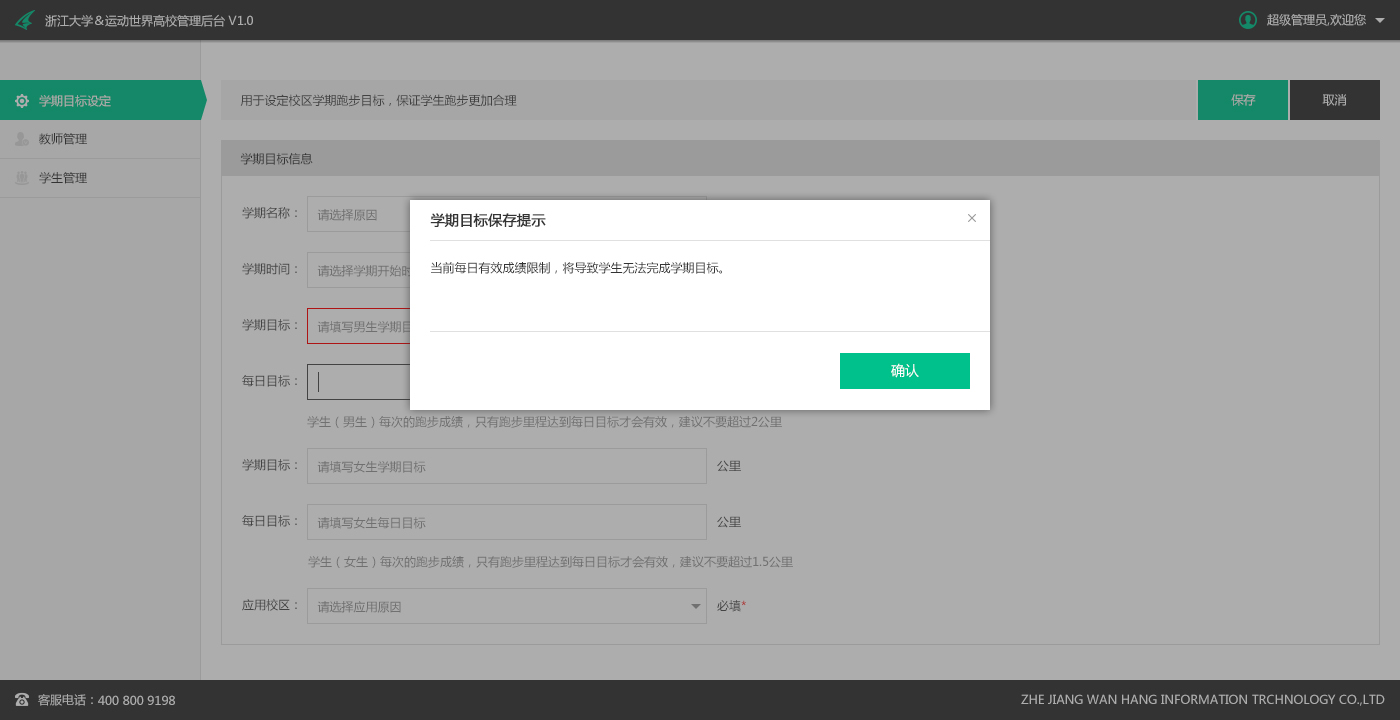 浙江大学＆运动世界高校管理后台 V1.0
超级管理员,欢迎您
学期目标设定
教师管理
学生管理
用于设定校区学期跑步目标，保证学生跑步更加合理
保存
取消
学期目标信息
学期名称：
请选择原因
学期时间：
请选择学期开始时
学期目标：
请填写男生学期目
每日目标：
学期目标保存提示
×
当前每日有效成绩限制，将导致学生无法完成学期目标。
确认
学生（男生）每次的跑步成绩，只有跑步里程达到每日目标才会有效，建议不要超过2公里
学期目标：
请填写女生学期目标
公里
每日目标：
请填写女生每日目标
公里
学生（女生）每次的跑步成绩，只有跑步里程达到每日目标才会有效，建议不要超过1.5公里
应用校区：
请选择应用原因
必填*
客服电话：400 800 9198
ZHE JIANG WAN HANG INFORMATION TRCHNOLOGY CO.,LTD